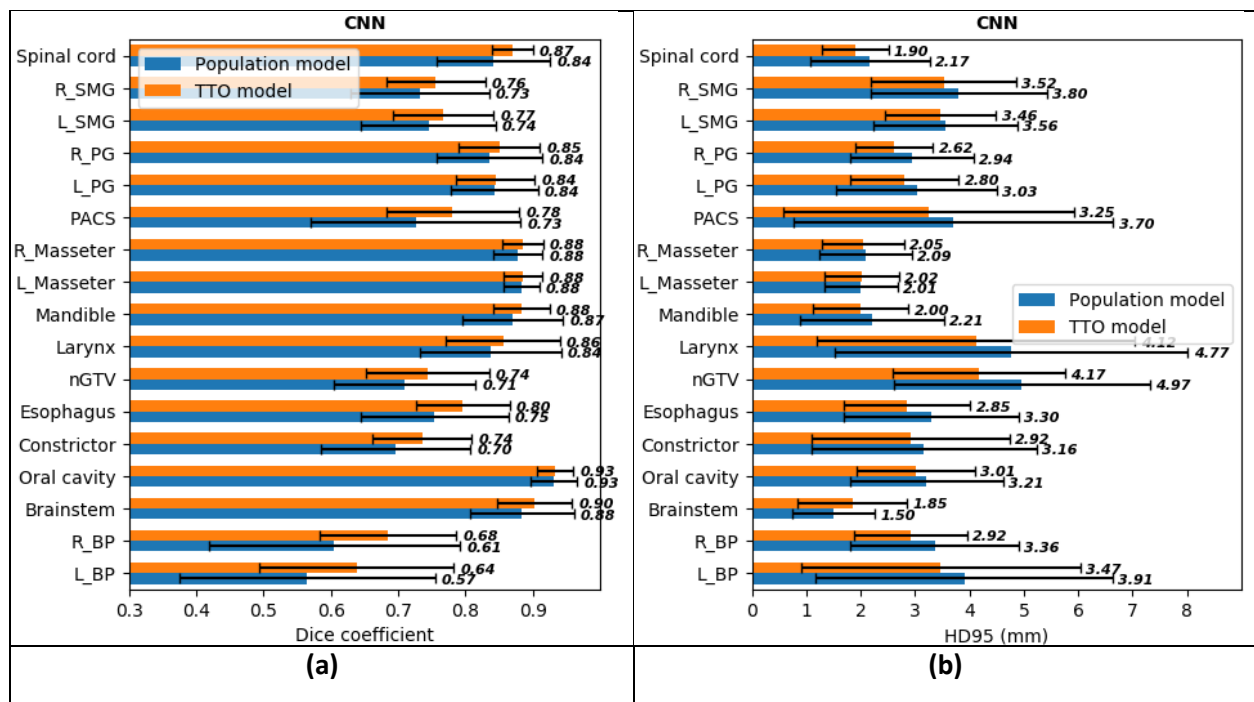 CNN
Spinal cord
R_SMG
L_SMG
R_PG
L_PG
PACS
R_Masseter
L_Masseter
Mandible
Larynx
nGTV
Esophagus
Constrictor
Oral cavity
Brainstem
R_BP
L_BP
Population model
TTO model
0.87
0.84
0.76
0.73
0.77
0.74
0.85
0.84
0.84
0.84
0.78
0.73
0.88
0.88
0.88
0.88
0.88
0.87
0.86
0.84
0.74
0.71
0.80
0.75
0.74
0.70
0.93
0.93
0.90
0.88
0.68
0.61
0.64
0.57
0.3 0.4 0.5 0.6 0.7 0.8 0.9
Dice coefficient
(a)
CNN
Spinal cord
R_SMG
L_SMG
R_PG
L_PG
PACS
R_Masseter
L_Masseter
Mandible
Larynx
nGTV
Esophagus
Constrictor
Oral cavity
Brainstem
R_BP
L_BP
1.90
2.17
3.52
3.80
3.46
3.56
2.62
2.94
2.80
3.03
3.25
3.70
2.05
2.09
2.02
2.01
Population model
TTO model
2.00
2.21
4.12
4.77
4.17
4.97
2.85
3.30
2.92
3.16
3.01
3.21
1.85
1.50
2.92
3.36
3.47
3.91
0 1 2 3 4 5 6 7 8
HD95 (mm)
(b)